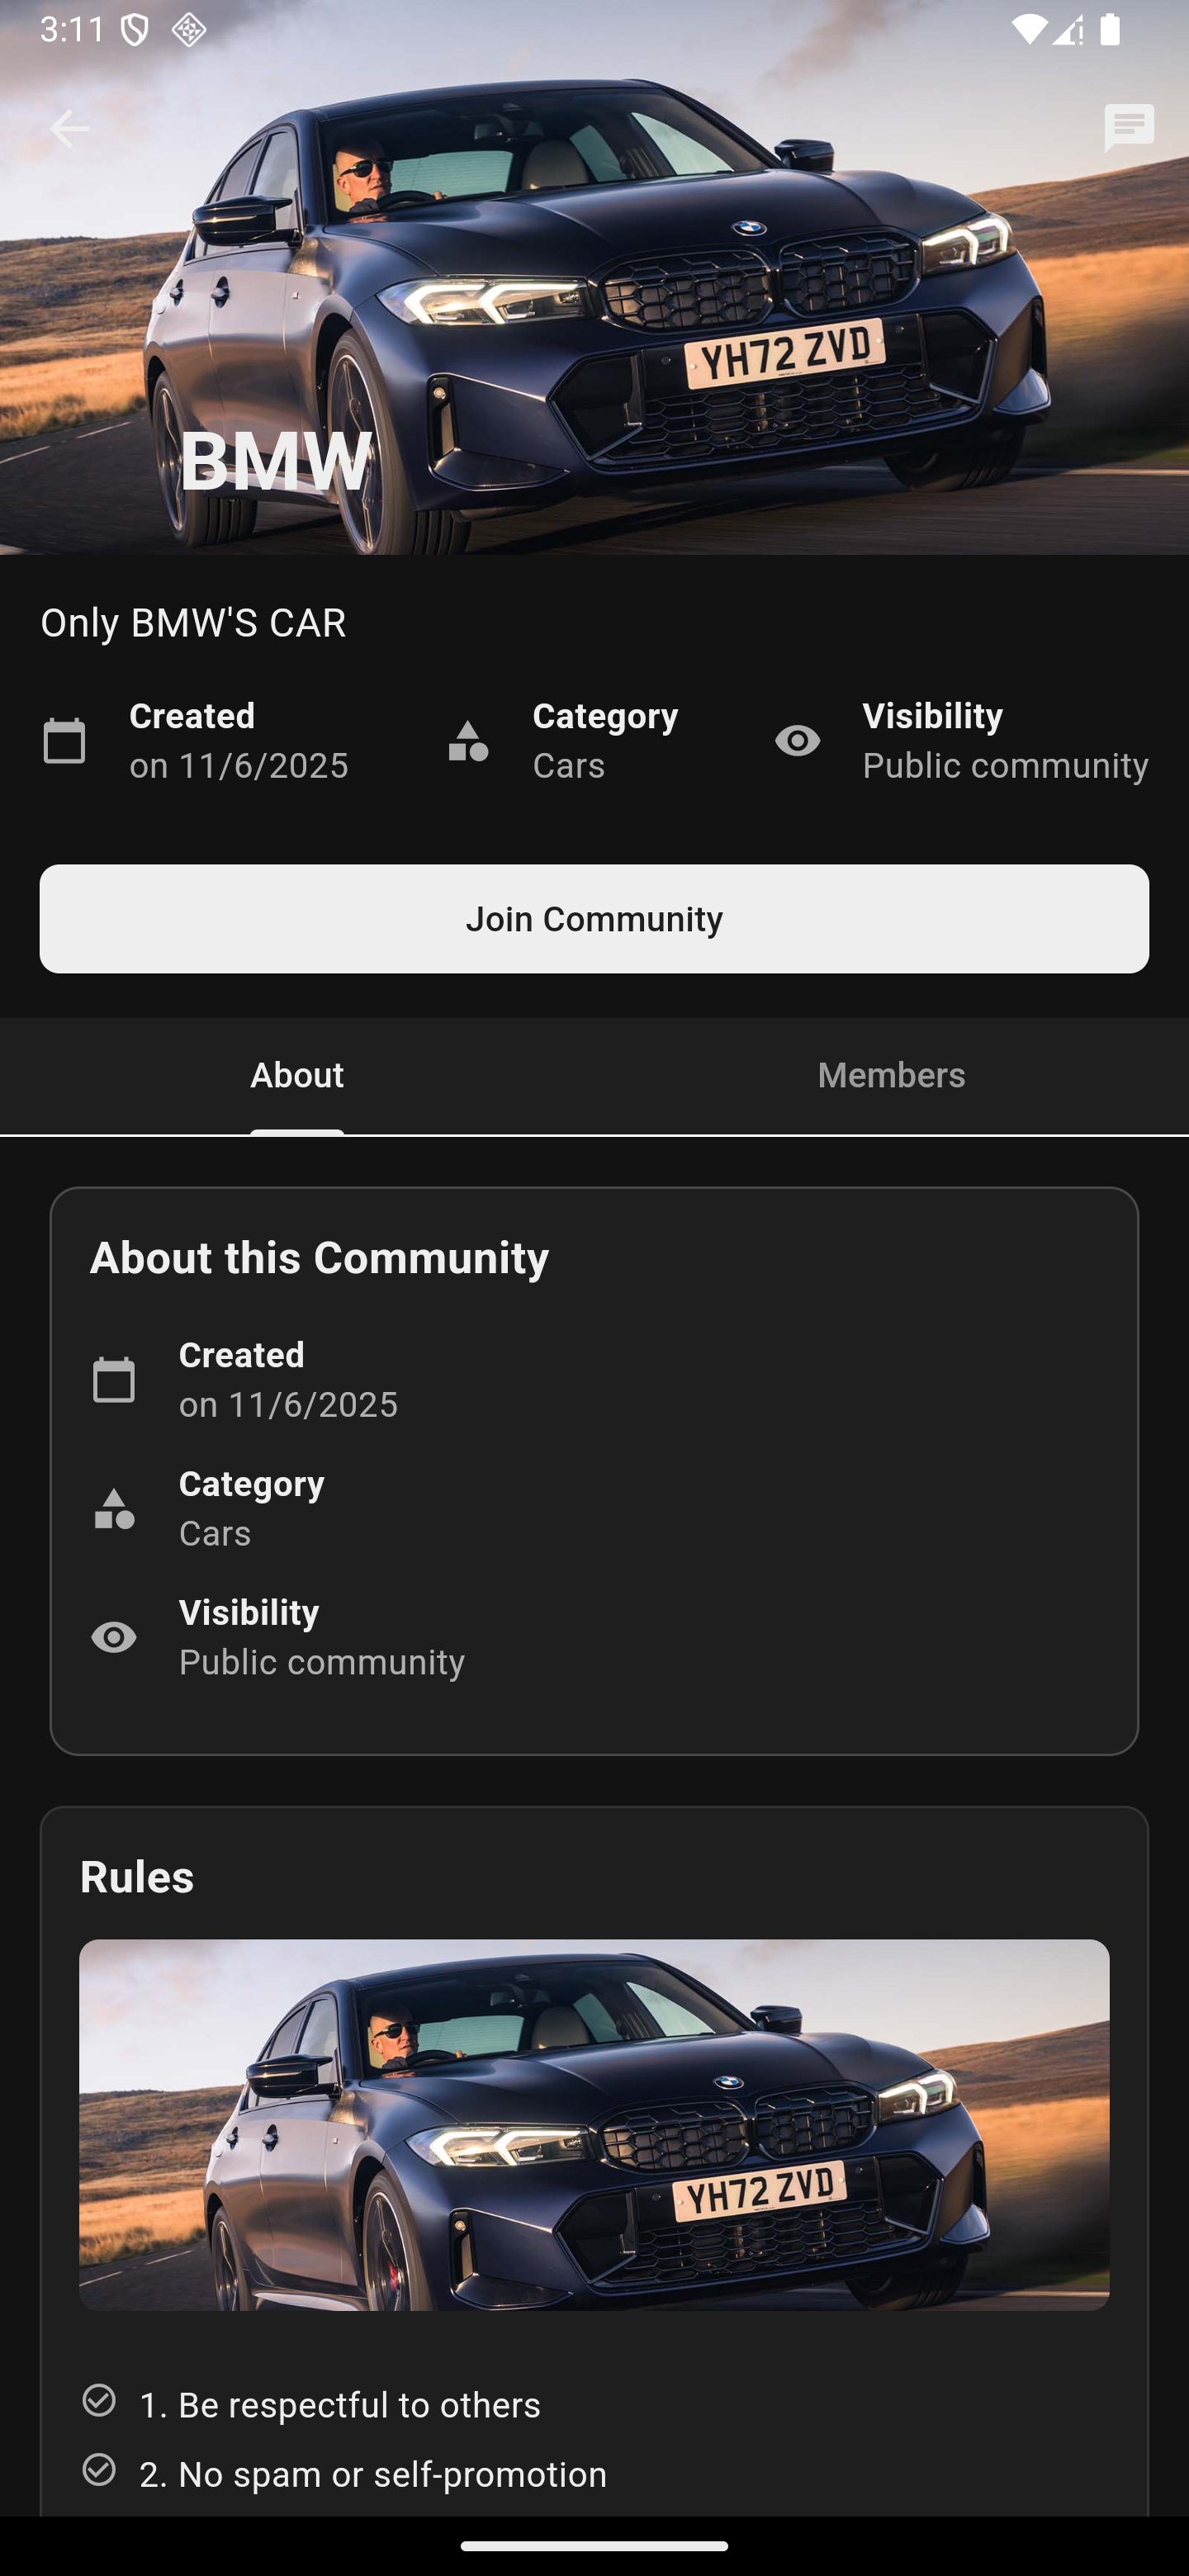 3:11
YH72 ZVD
BMW
Only BMW'S CAR
Created
on 11/6/2025
Category
Cars
Visibility
Public community
Join Community
About
Members
About this Community
Created
on 11/6/2025
Category
Cars
Visibility
Public community
Rules
YH72 ZVD
1. Be respectful to others
2. No spam or self-promotion